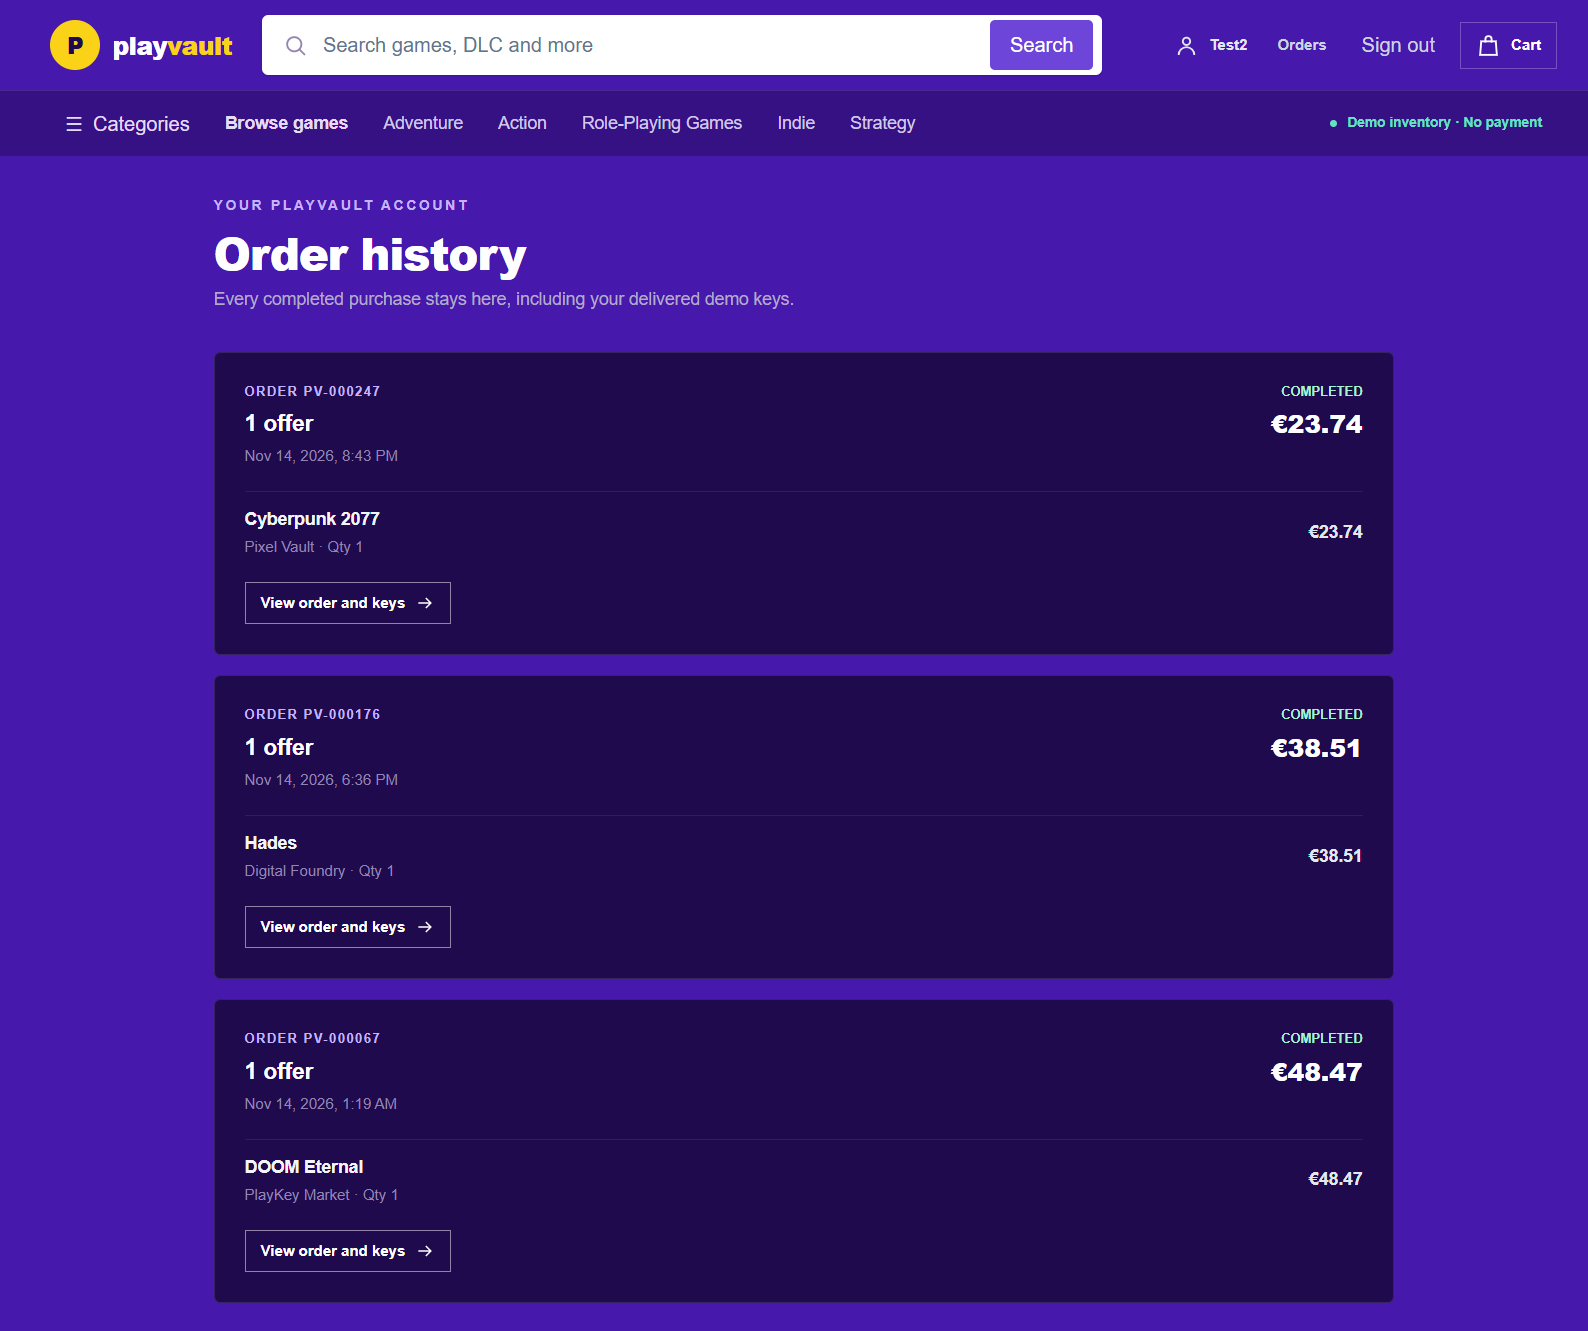 P playvault
Search games, DLC and more
Search
Test2
Orders
Sign out
Cart
☰ Categories
Browse games
Adventure
Action
Role-Playing Games
Indie
Strategy
● Demo inventory · No payment
YOUR PLAYVAULT ACCOUNT
Order history
Every completed purchase stays here, including your delivered demo keys.
ORDER PV-000247
COMPLETED
1 offer
€23.74
Nov 14, 2026, 8:43 PM
Cyberpunk 2077
€23.74
Pixel Vault · Qty 1
View order and keys →
ORDER PV-000176
COMPLETED
1 offer
€38.51
Nov 14, 2026, 6:36 PM
Hades
€38.51
Digital Foundry · Qty 1
View order and keys →
ORDER PV-000067
COMPLETED
1 offer
€48.47
Nov 14, 2026, 1:19 AM
DOOM Eternal
€48.47
PlayKey Market · Qty 1
View order and keys →